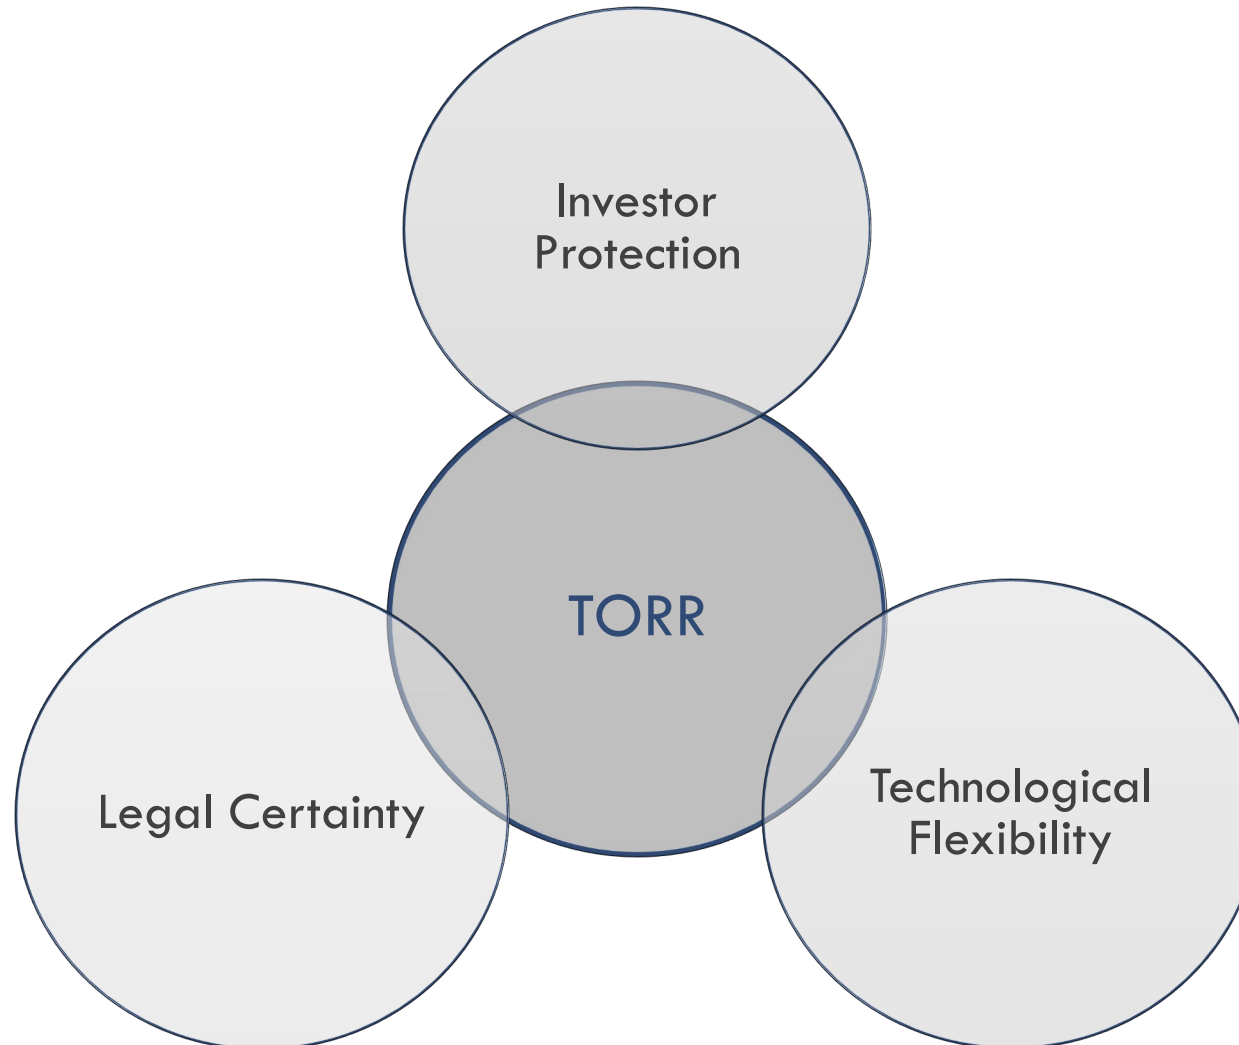 Investor
Protection
TORR
Legal Certainty
Technological
Flexibility